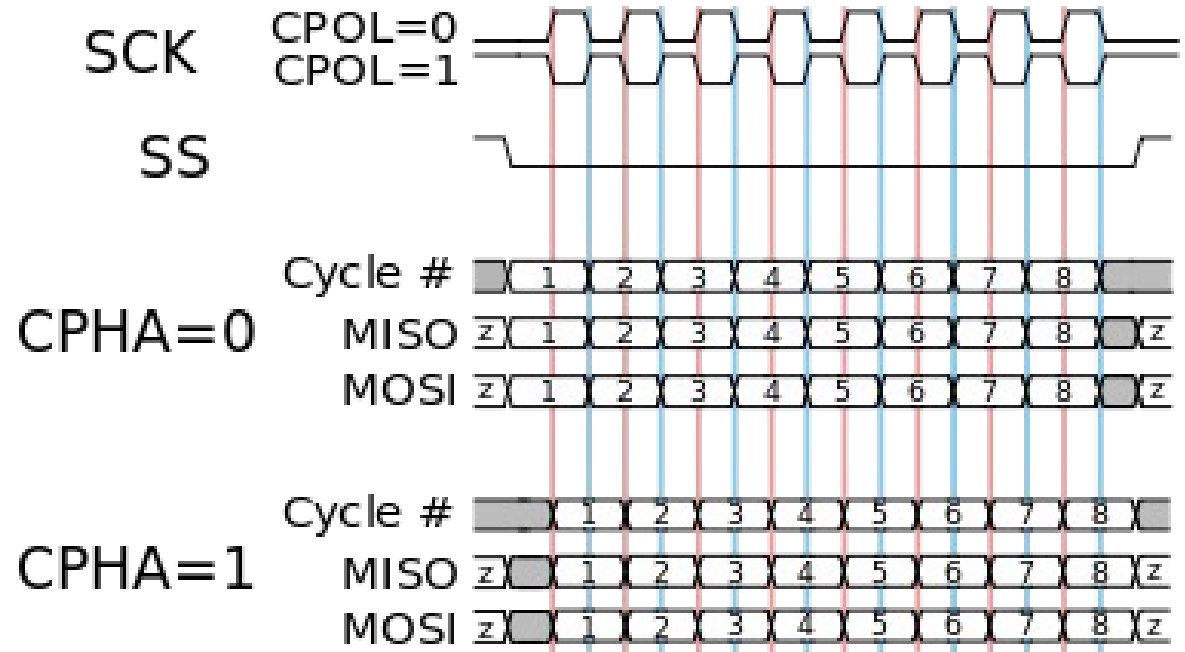 SCK CPOL=0
CPOL=1
SS
Cycle # 1 2 3 4 5 6 7 8
CPHA=0 MISO z 1 2 3 4 5 6 7 8 z
MOSI z 1 2 3 4 5 6 7 8 z
Cycle # 1 2 3 4 5 6 7 8
CPHA=1 MISO z 1 2 3 4 5 6 7 8 z
MOSI z 1 2 3 4 5 6 7 8 z